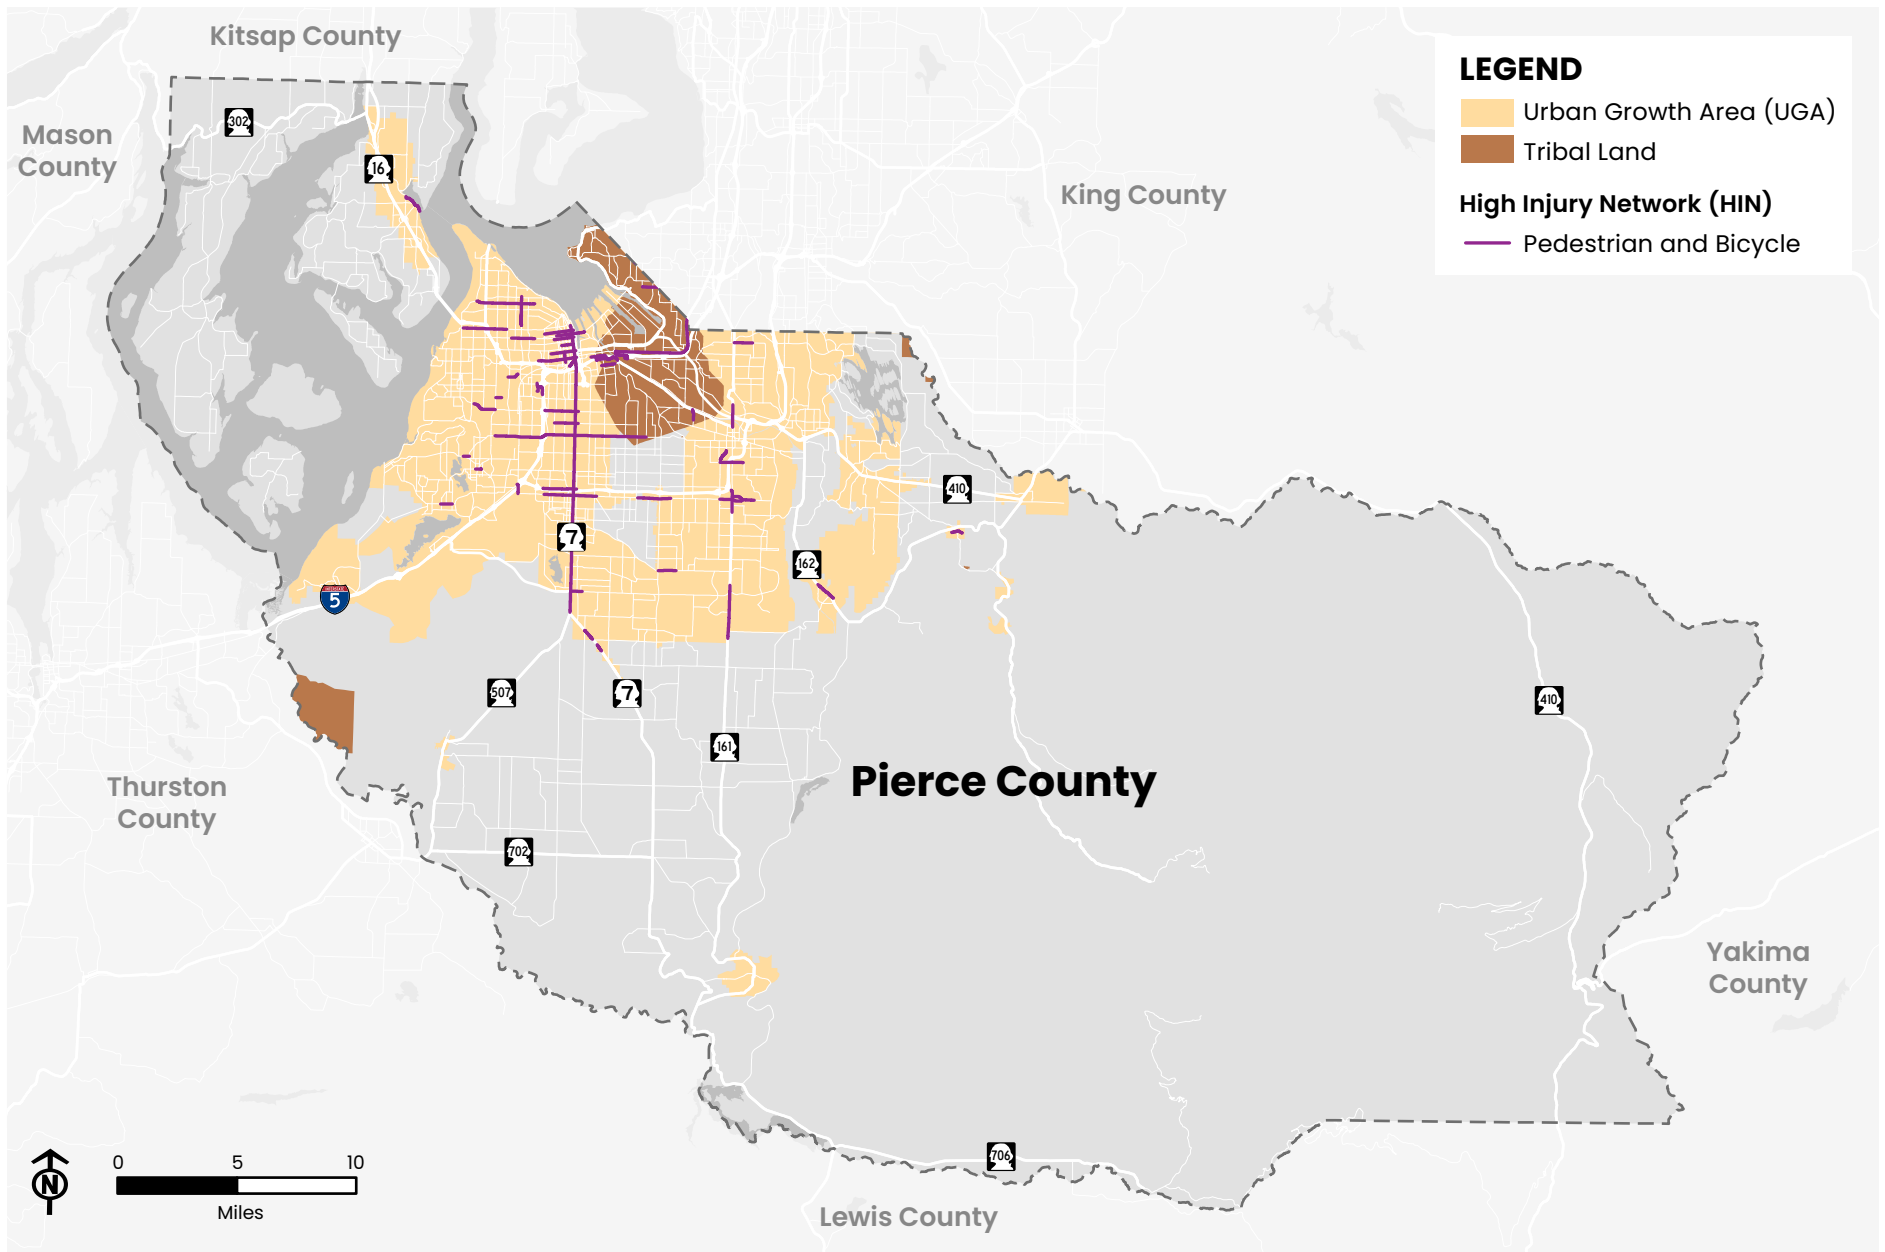 Kitsap County
LEGEND
Urban Growth Area (UGA)
Tribal Land
High Injury Network (HIN)
Pedestrian and Bicycle
302
Mason
County
16
King County
410
7
162
5
507
7
410
161
Pierce County
Thurston
County
702
Yakima
County
0 5 10
Miles
N
706
Lewis County